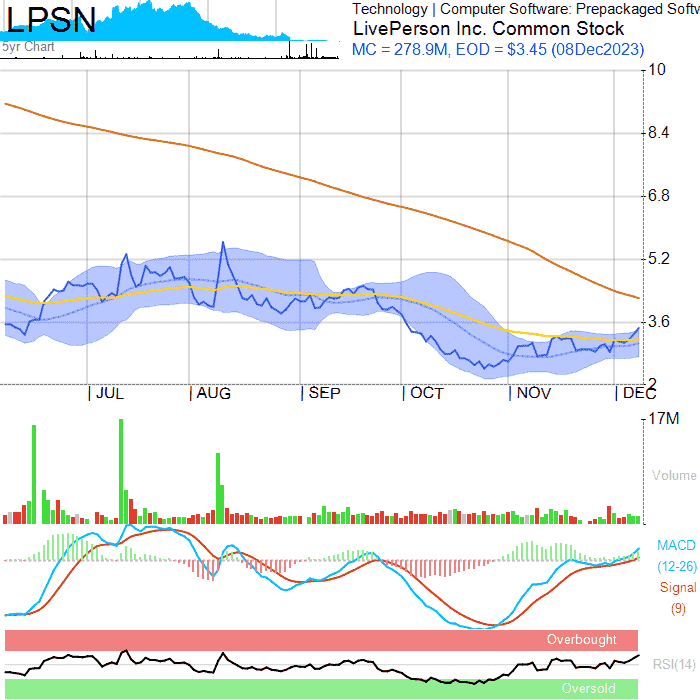 LPSN
5yr Chart
Technology | Computer Software: Prepackaged Softw
LivePerson Inc. Common Stock
MC = 278.9M, EOD = $3.45 (08Dec2023)
10
8.4
6.8
5.2
3.6
2
| JUL | AUG | SEP | OCT | NOV | DEC
17M
Volume
MACD
(12-26)
Signal
(9)
Overbought
RSI(14)
Oversold